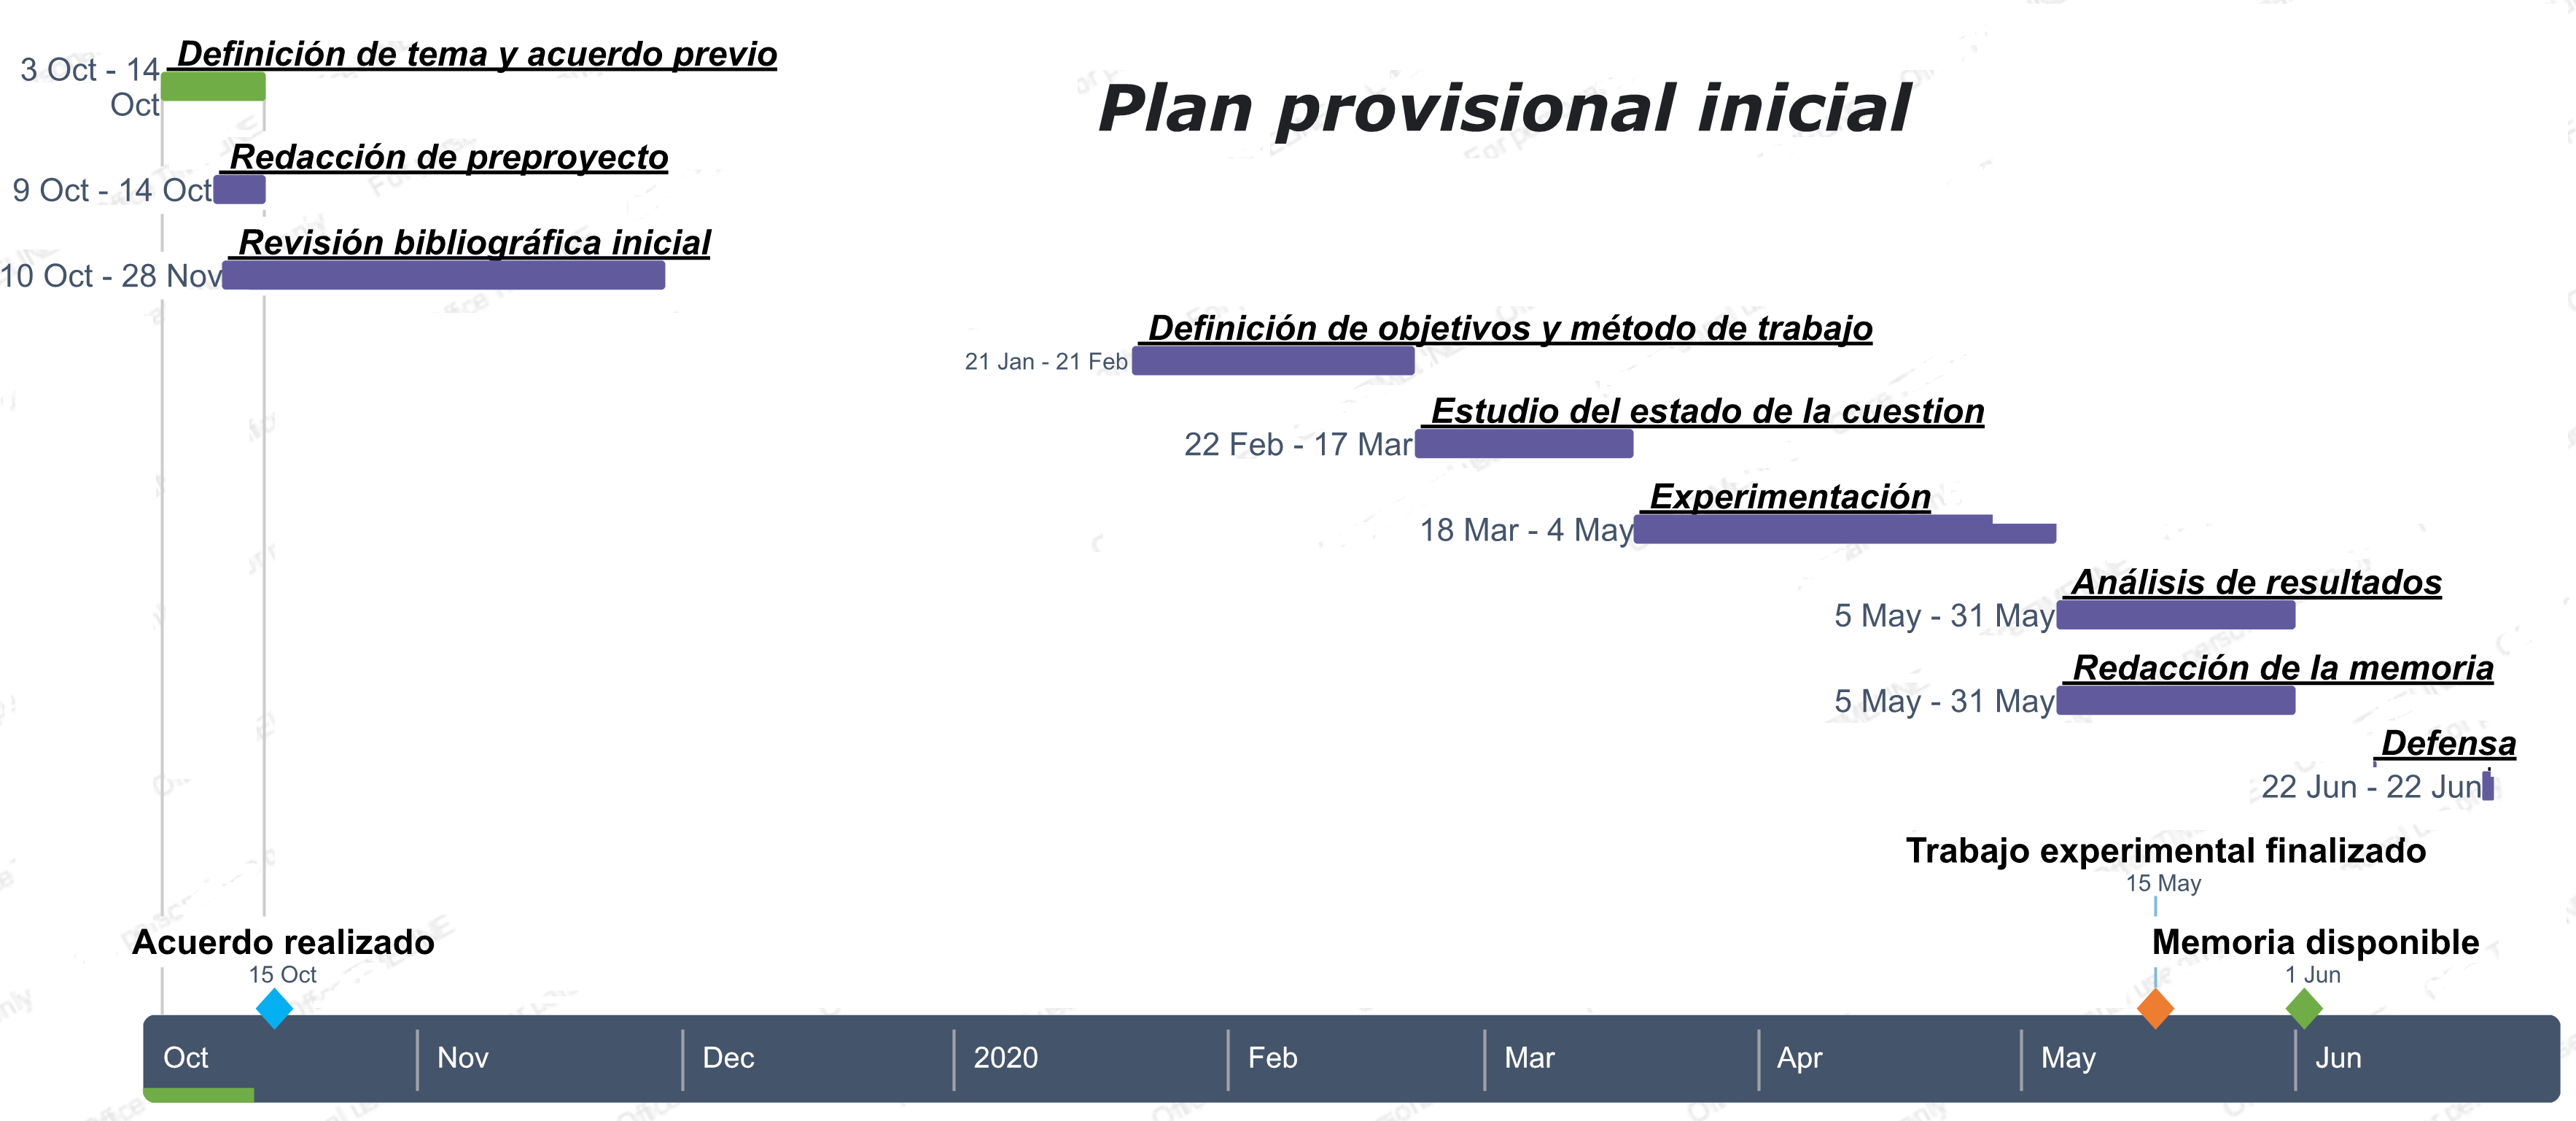 Definición de tema y acuerdo previo
3 Oct - 14
Oct
Plan provisional inicial
Redacción de preproyecto
9 Oct - 14 Oct
Revisión bibliográfica inicial
10 Oct - 28 Nov
Definición de objetivos y método de trabajo
21 Jan - 21 Feb
Estudio del estado de la cuestion
22 Feb - 17 Mar
Experimentación
18 Mar - 4 May
Análisis de resultados
5 May - 31 May
Redacción de la memoria
5 May - 31 May
Defensa
22 Jun - 22 Jun
Trabajo experimental finalizado
15 May
Acuerdo realizado
15 Oct
Memoria disponible
1 Jun
Oct Nov Dec 2020 Feb Mar Apr May Jun